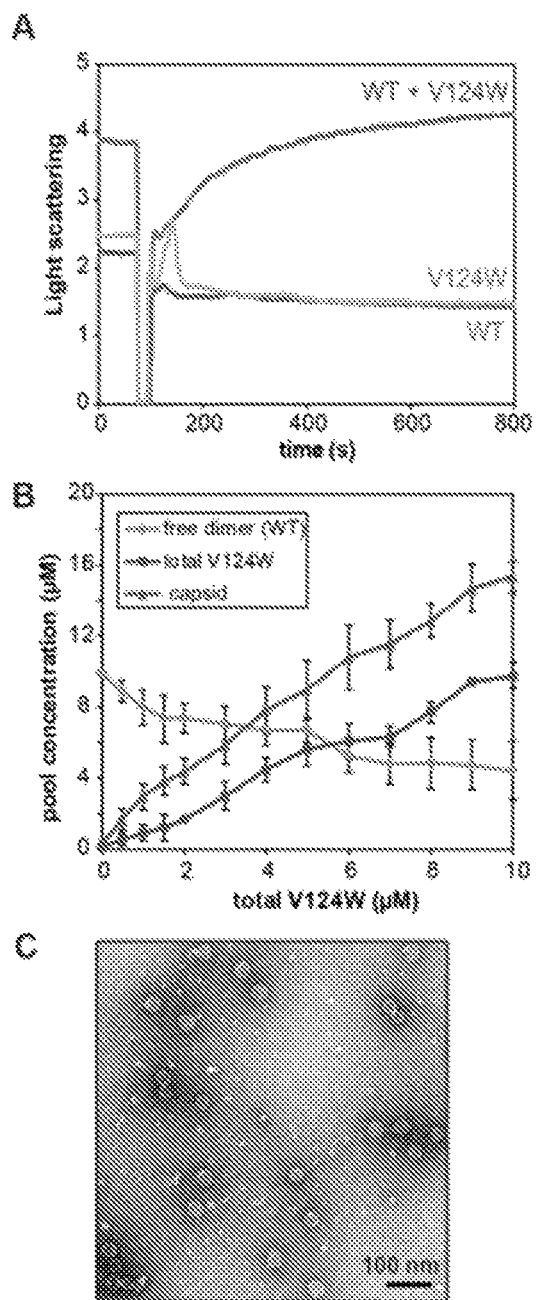 A
Light scattering
5
4
3
2
1
0
WT + V124W
V124W
WT
0
200
400
600
800
time (s)
B
pool concentration (µM)
20
16
12
8
4
0
free dimer (WT)
total V124W
capsid
0
2
4
6
8
10
total V124W (µM)
C
100 nm